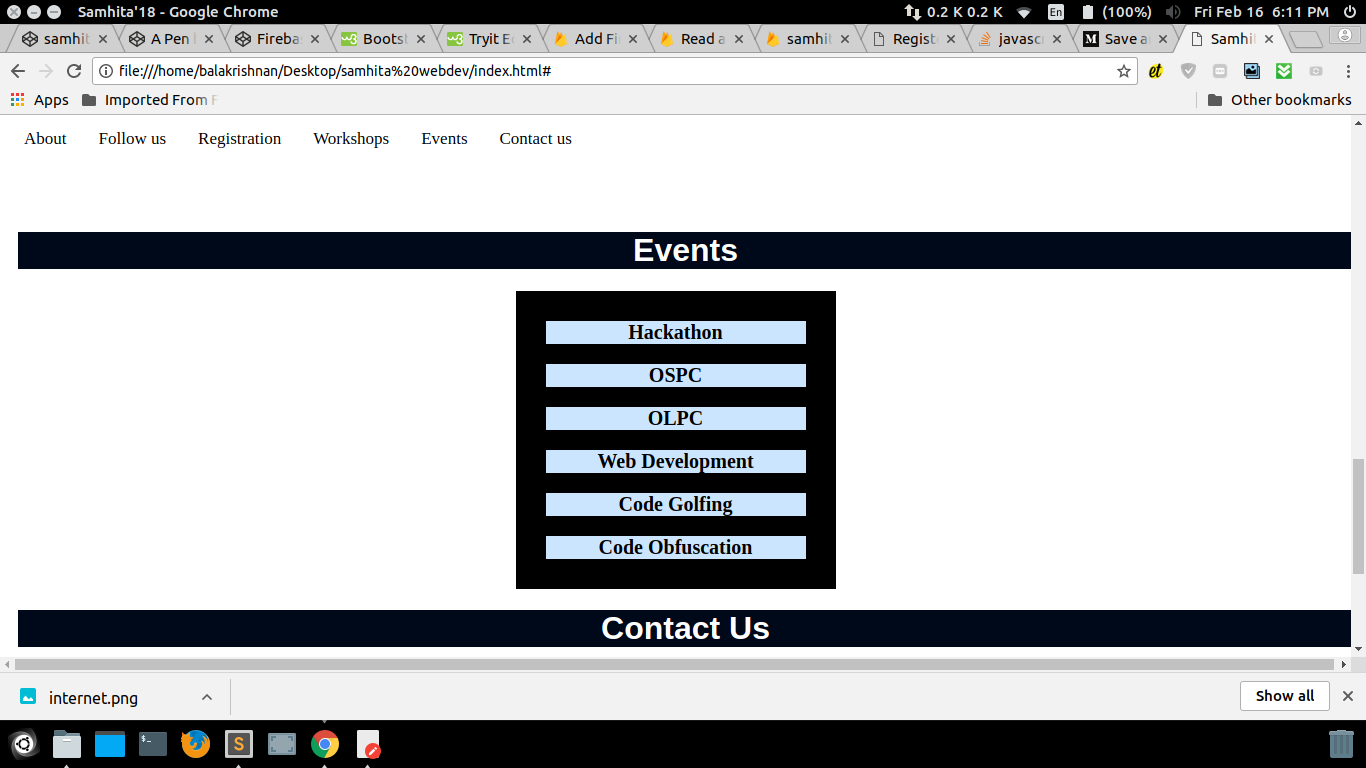 Samhita'18 - Google Chrome 0.2 K 0.2 K En (100%) Fri Feb 16 6:11 PM
samhit A Pen Fireba Bootst Tryit E Add Fi Read a samhit Regist javasc Save a Samhi
file:///home/balakrishnan/Desktop/samhita%20webdev/index.html# et
Apps Imported From F Other bookmarks
About Follow us Registration Workshops Events Contact us
Events
Hackathon
OSPC
OLPC
Web Development
Code Golfing
Code Obfuscation
Contact Us
internet.png Show all